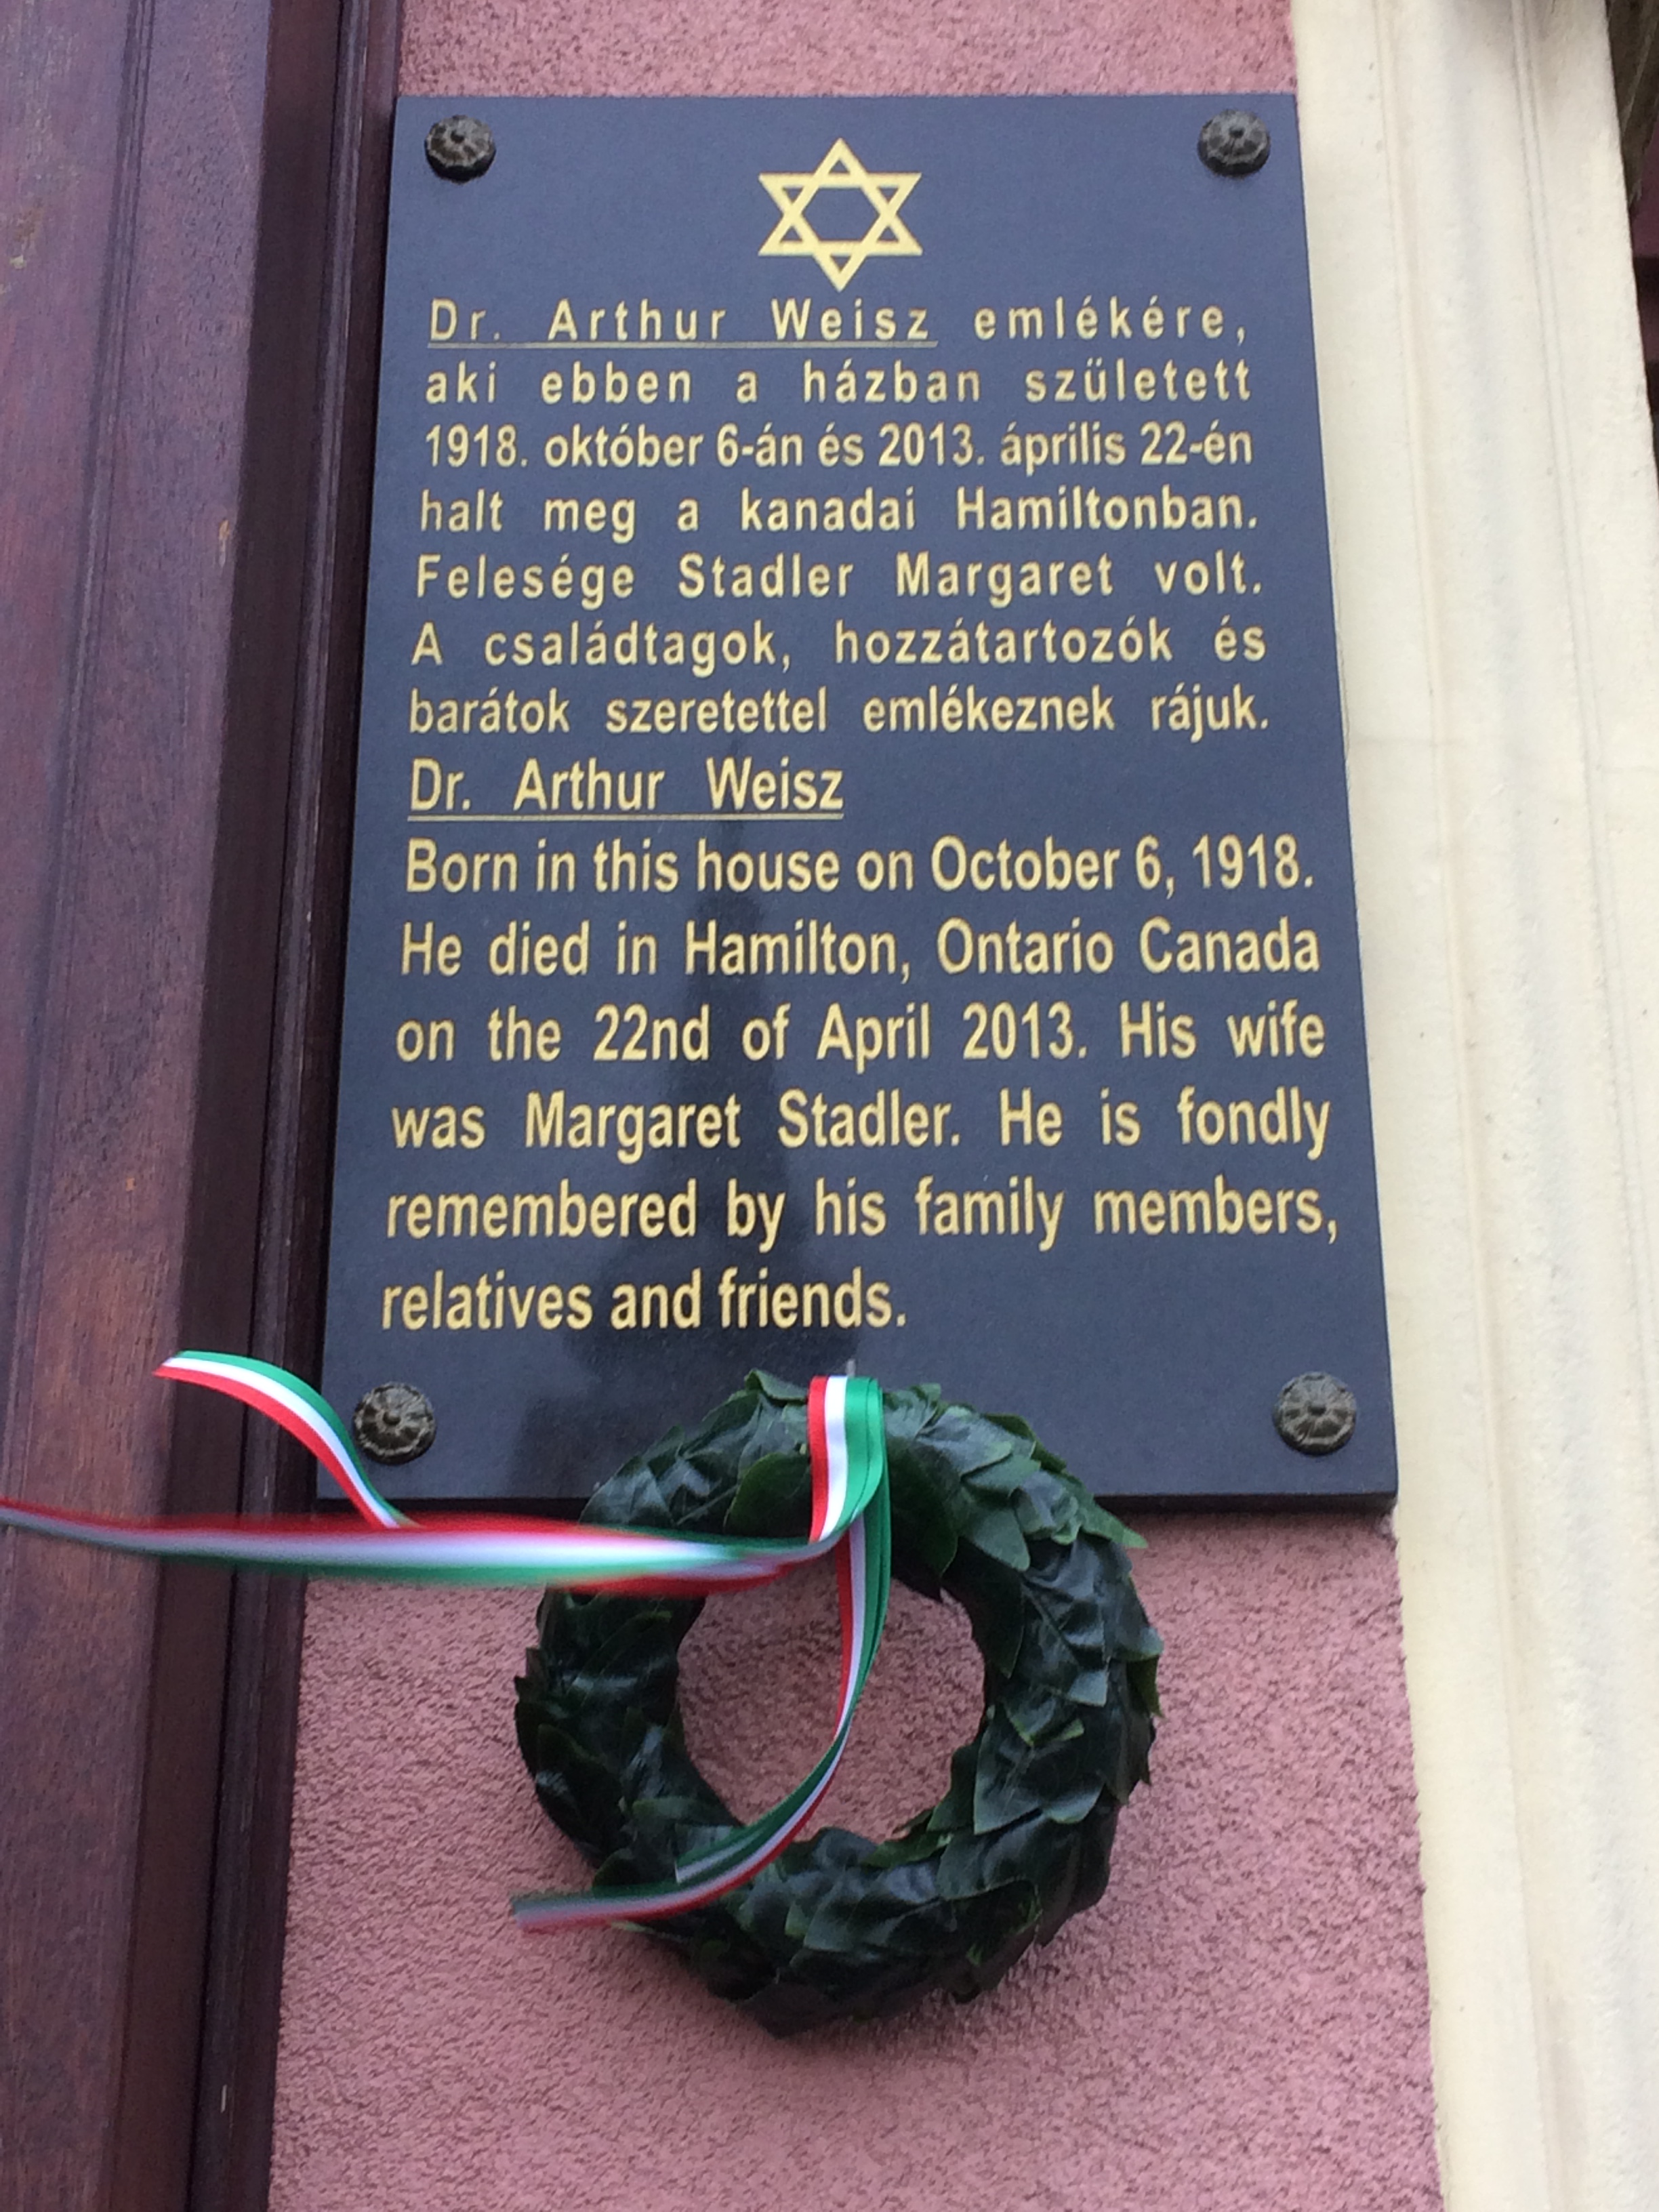 Dr. Arthur Weisz emlékére,
aki ebben a házban született
1918. október 6-án és 2013. április 22-én
halt meg a kanadai Hamiltonban.
Felesége Stadler Margaret volt.
A családtagok, hozzátartozók és
barátok szeretettel emlékeznek rájuk.
Dr. Arthur Weisz
Born in this house on October 6, 1918.
He died in Hamilton, Ontario Canada
on the 22nd of April 2013. His wife
was Margaret Stadler. He is fondly
remembered by his family members,
relatives and friends.